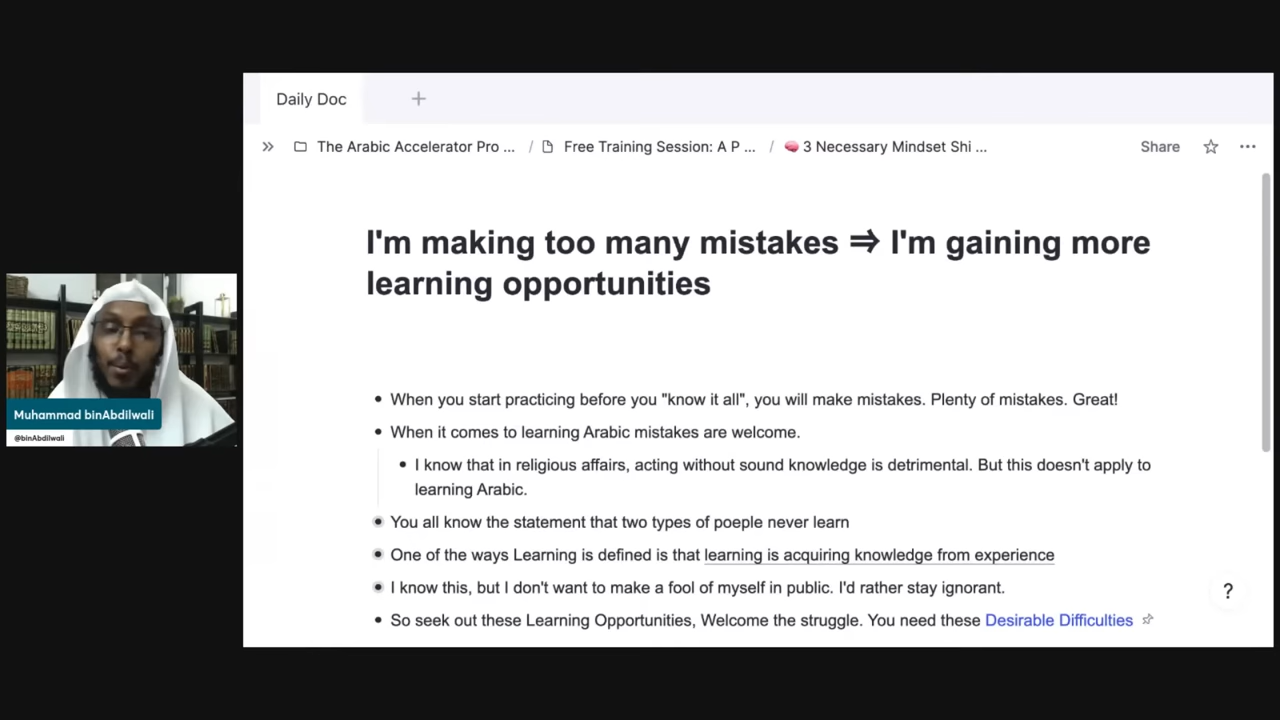 Daily Doc
The Arabic Accelerator Pro ... / Free Training Session: A P ... / 🧠 3 Necessary Mindset Shi ... Share
I'm making too many mistakes ⇒ I'm gaining more
learning opportunities
When you start practicing before you "know it all", you will make mistakes. Plenty of mistakes. Great!
When it comes to learning Arabic mistakes are welcome.
I know that in religious affairs, acting without sound knowledge is detrimental. But this doesn't apply to
learning Arabic.
You all know the statement that two types of poeple never learn
One of the ways Learning is defined is that learning is acquiring knowledge from experience
I know this, but I don't want to make a fool of myself in public. I'd rather stay ignorant.
So seek out these Learning Opportunities, Welcome the struggle. You need these Desirable Difficulties
?
Muhammad binAbdilwali
@binAbdilwali